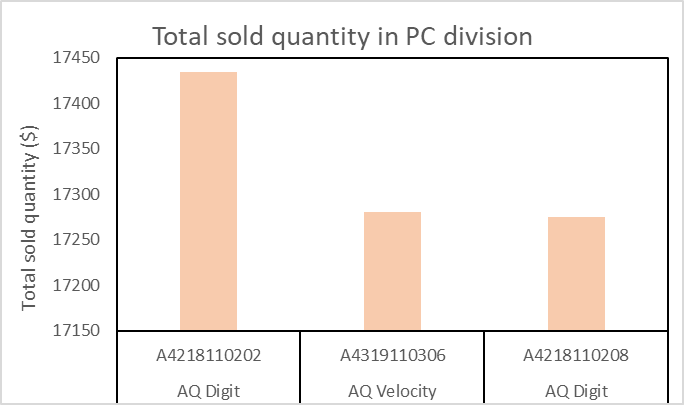 Total sold quantity in PC division
Total sold quantity ($)
17450
17400
17350
17300
17250
17200
17150
A4218110202 A4319110306 A4218110208
AQ Digit AQ Velocity AQ Digit